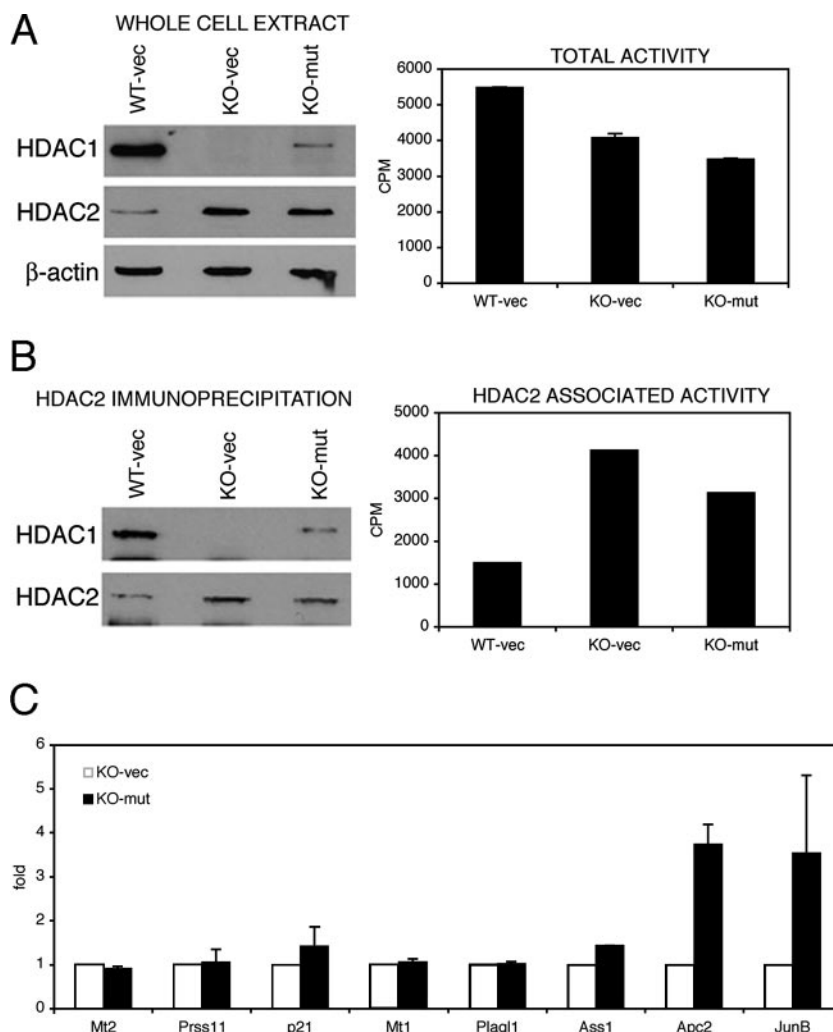 A
WHOLE CELL EXTRACT
WT-vec
KO-vec
KO-mut
HDAC1
HDAC2
β-actin
TOTAL ACTIVITY
CPM
6000
5000
4000
3000
2000
1000
0
WT-vec KO-vec KO-mut
B
HDAC2 IMMUNOPRECIPITATION
WT-vec
KO-vec
KO-mut
HDAC1
HDAC2
HDAC2 ASSOCIATED ACTIVITY
CPM
5000
4000
3000
2000
1000
0
WT-vec KO-vec KO-mut
C
fold
6
5
4
3
2
1
0
KO-vec
KO-mut
Mt2 Prss11 p21 Mt1 Plagl1 Ass1 Apc2 JunB